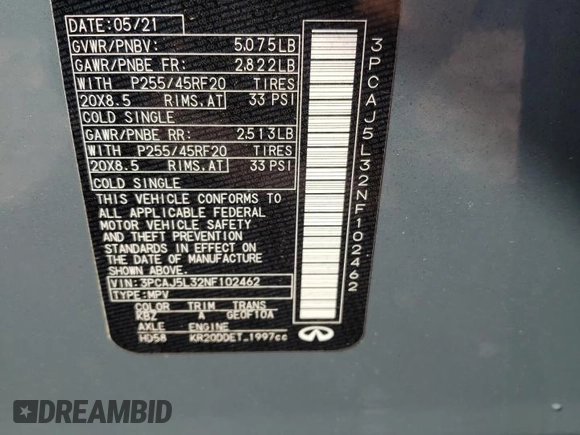 DATE: 05/21
GVWR/PNBV: 5.075LB
GAWR/PNBE FR: 2.822LB
WITH P255/45RF20 TIRES
20X8.5 RIMS.AT 33 PSI
COLD SINGLE
GAWR/PNBE RR: 2.513LB
WITH P255/45RF20 TIRES
20X8.5 RIMS.AT 33 PSI
COLD SINGLE
THIS VEHICLE CONFORMS TO
ALL APPLICABLE FEDERAL
MOTOR VEHICLE SAFETY
AND THEFT PREVENTION
STANDARDS IN EFFECT ON
THE DATE OF MANUFACTURE
SHOWN ABOVE.
VIN: 3PCAJ5L32NF102462
TYPE: MPV
COLOR TRIM TRANS
KBZ A GEOF10A
AXLE ENGINE
HD58 KR20DDET_1997cc
3PCAJ5L32NF102462
DREAMBID